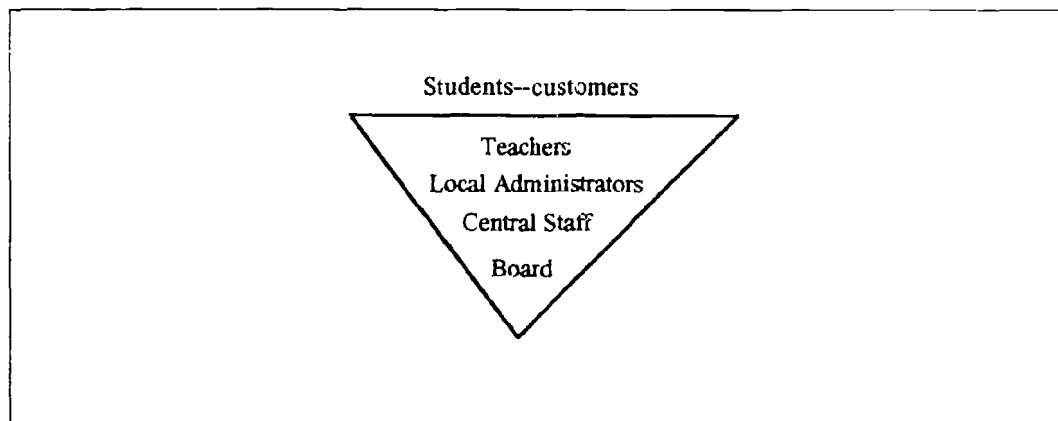 Students--customers
Teachers
Local Administrators
Central Staff
Board